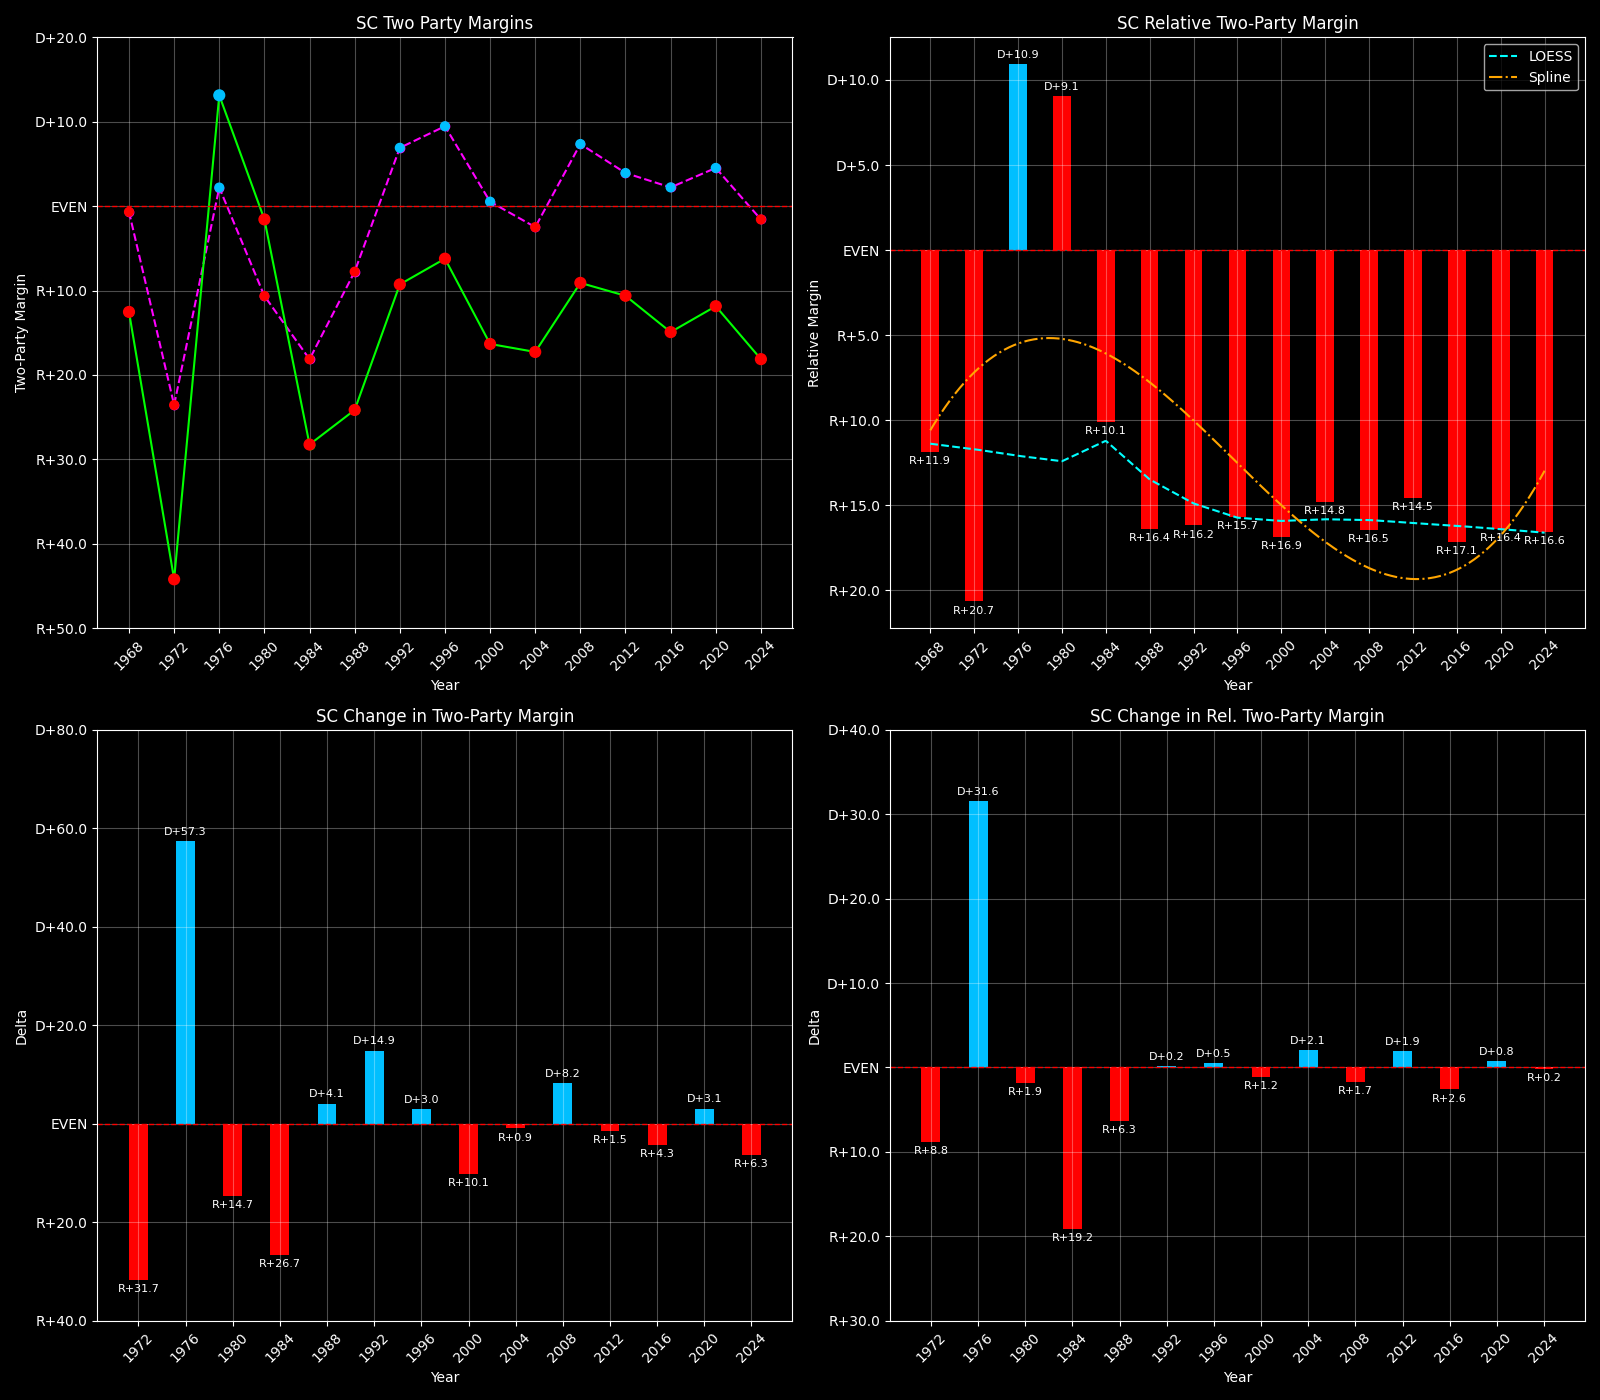 SC Two Party Margins
D+20.0
D+10.0
EVEN
R+10.0
R+20.0
R+30.0
R+40.0
R+50.0
Two-Party Margin
1968 1972 1976 1980 1984 1988 1992 1996 2000 2004 2008 2012 2016 2020 2024
Year
SC Relative Two-Party Margin
LOESS
Spline
D+10.0
D+5.0
EVEN
R+5.0
R+10.0
R+15.0
R+20.0
Relative Margin
R+11.9
R+20.7
D+10.9
D+9.1
R+10.1
R+16.4
R+16.2
R+15.7
R+16.9
R+14.8
R+16.5
R+14.5
R+17.1
R+16.4
R+16.6
1968 1972 1976 1980 1984 1988 1992 1996 2000 2004 2008 2012 2016 2020 2024
Year
SC Change in Two-Party Margin
D+80.0
D+60.0
D+40.0
D+20.0
EVEN
R+20.0
R+40.0
Delta
R+31.7
D+57.3
R+14.7
R+26.7
D+4.1
D+14.9
D+3.0
R+10.1
R+0.9
D+8.2
R+1.5
R+4.3
D+3.1
R+6.3
1972 1976 1980 1984 1988 1992 1996 2000 2004 2008 2012 2016 2020 2024
Year
SC Change in Rel. Two-Party Margin
D+40.0
D+30.0
D+20.0
D+10.0
EVEN
R+10.0
R+20.0
R+30.0
Delta
R+8.8
D+31.6
R+1.9
R+19.2
R+6.3
D+0.2
D+0.5
R+1.2
D+2.1
R+1.7
D+1.9
R+2.6
D+0.8
R+0.2
1972 1976 1980 1984 1988 1992 1996 2000 2004 2008 2012 2016 2020 2024
Year